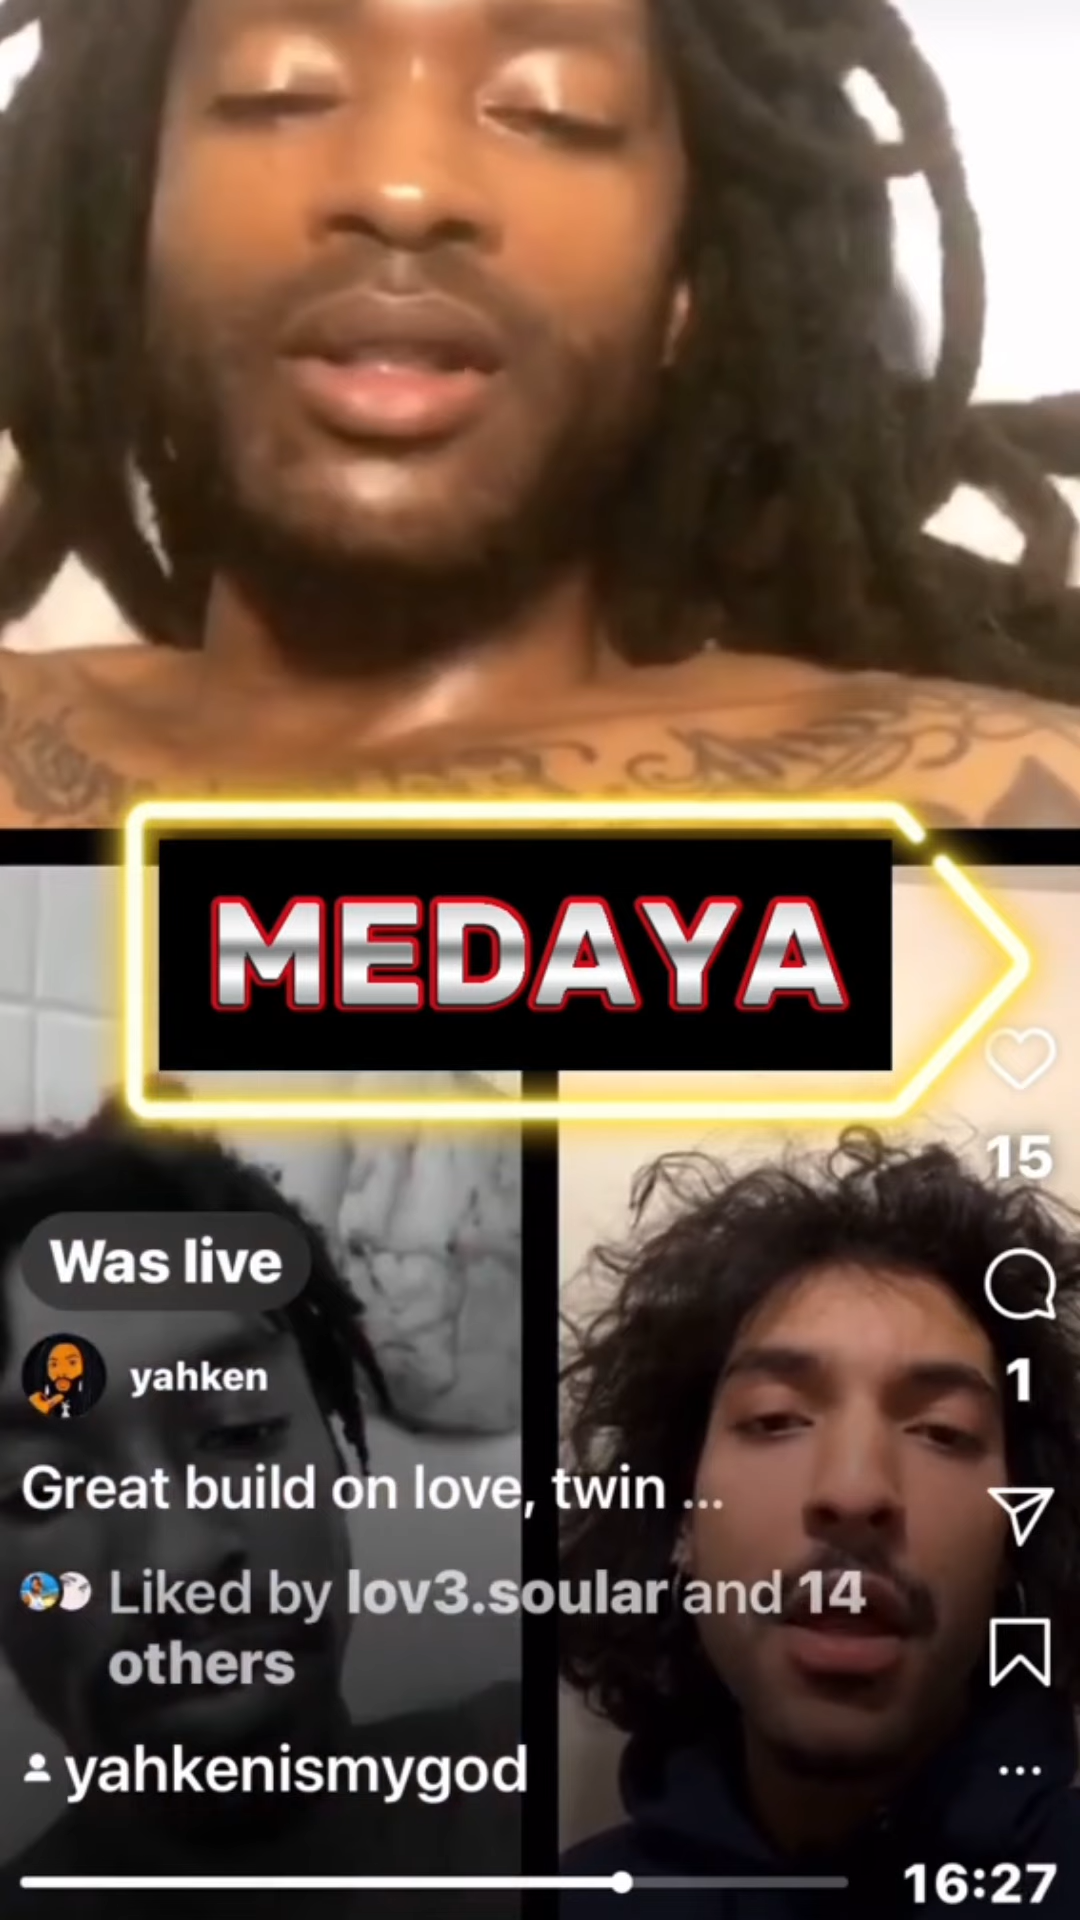 MEDAYA
15
Was live
yahken
1
Great build on love, twin ...
Liked by lov3.soular and 14
others
yahkenismygod
16:27